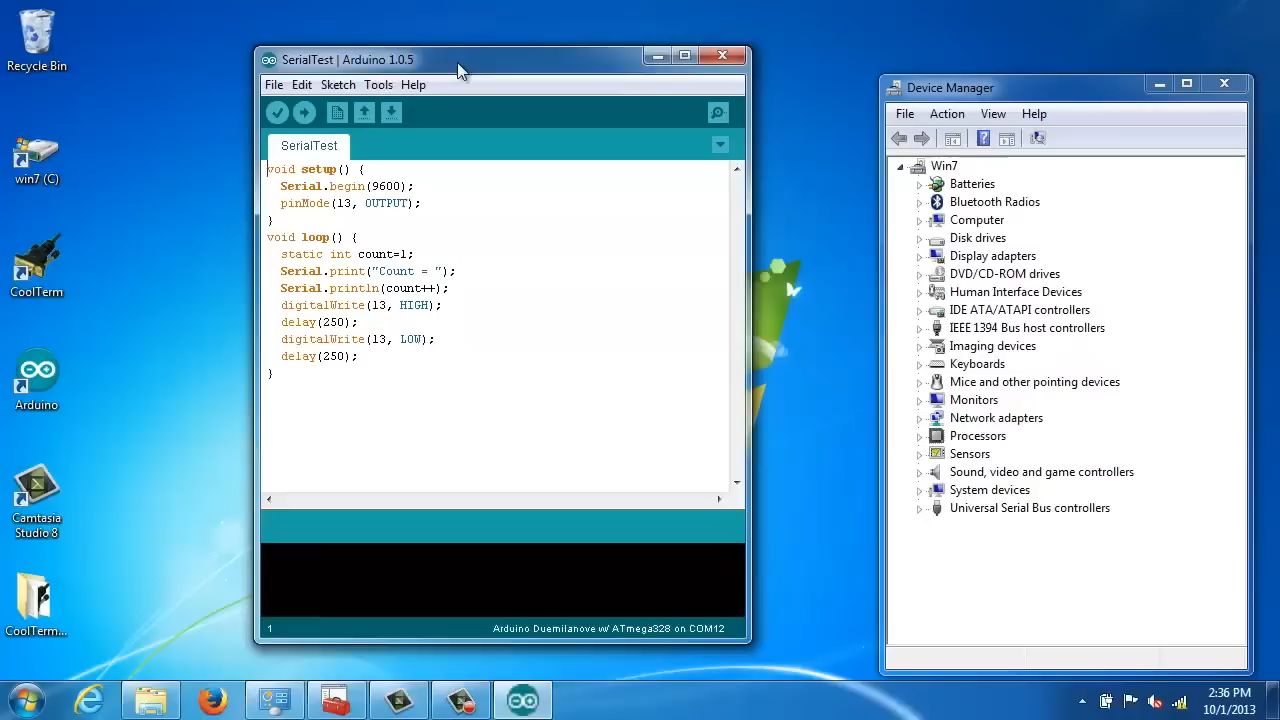 Recycle Bin
win7 (C)
CoolTerm
Arduino
Camtasia
Studio 8
CoolTerm...
SerialTest | Arduino 1.0.5
File Edit Sketch Tools Help
SerialTest
void setup() {
Serial.begin(9600);
pinMode(13, OUTPUT);
}
void loop() {
static int count=1;
Serial.print("Count = ");
Serial.println(count++);
digitalWrite(13, HIGH);
delay(250);
digitalWrite(13, LOW);
delay(250);
}
1
Arduino Duemilanove w/ ATmega328 on COM12
Device Manager
File Action View Help
Win7
Batteries
Bluetooth Radios
Computer
Disk drives
Display adapters
DVD/CD-ROM drives
Human Interface Devices
IDE ATA/ATAPI controllers
IEEE 1394 Bus host controllers
Imaging devices
Keyboards
Mice and other pointing devices
Monitors
Network adapters
Processors
Sensors
Sound, video and game controllers
System devices
Universal Serial Bus controllers
2:36 PM
10/1/2013